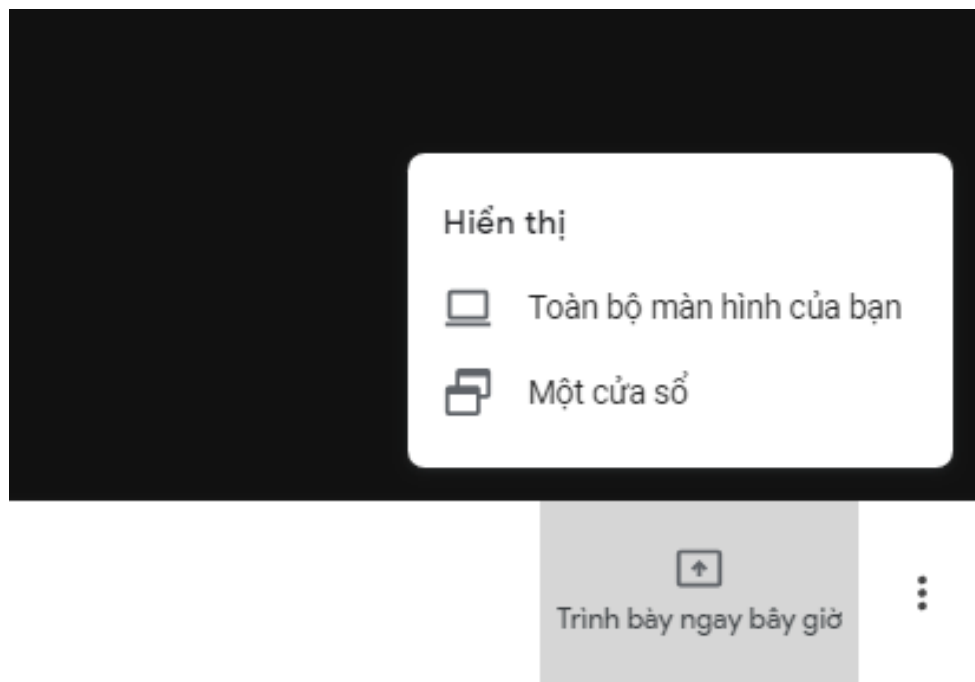 Hiển thị
Toàn bộ màn hình của bạn
Một cửa sổ
Trình bày ngay bây giờ